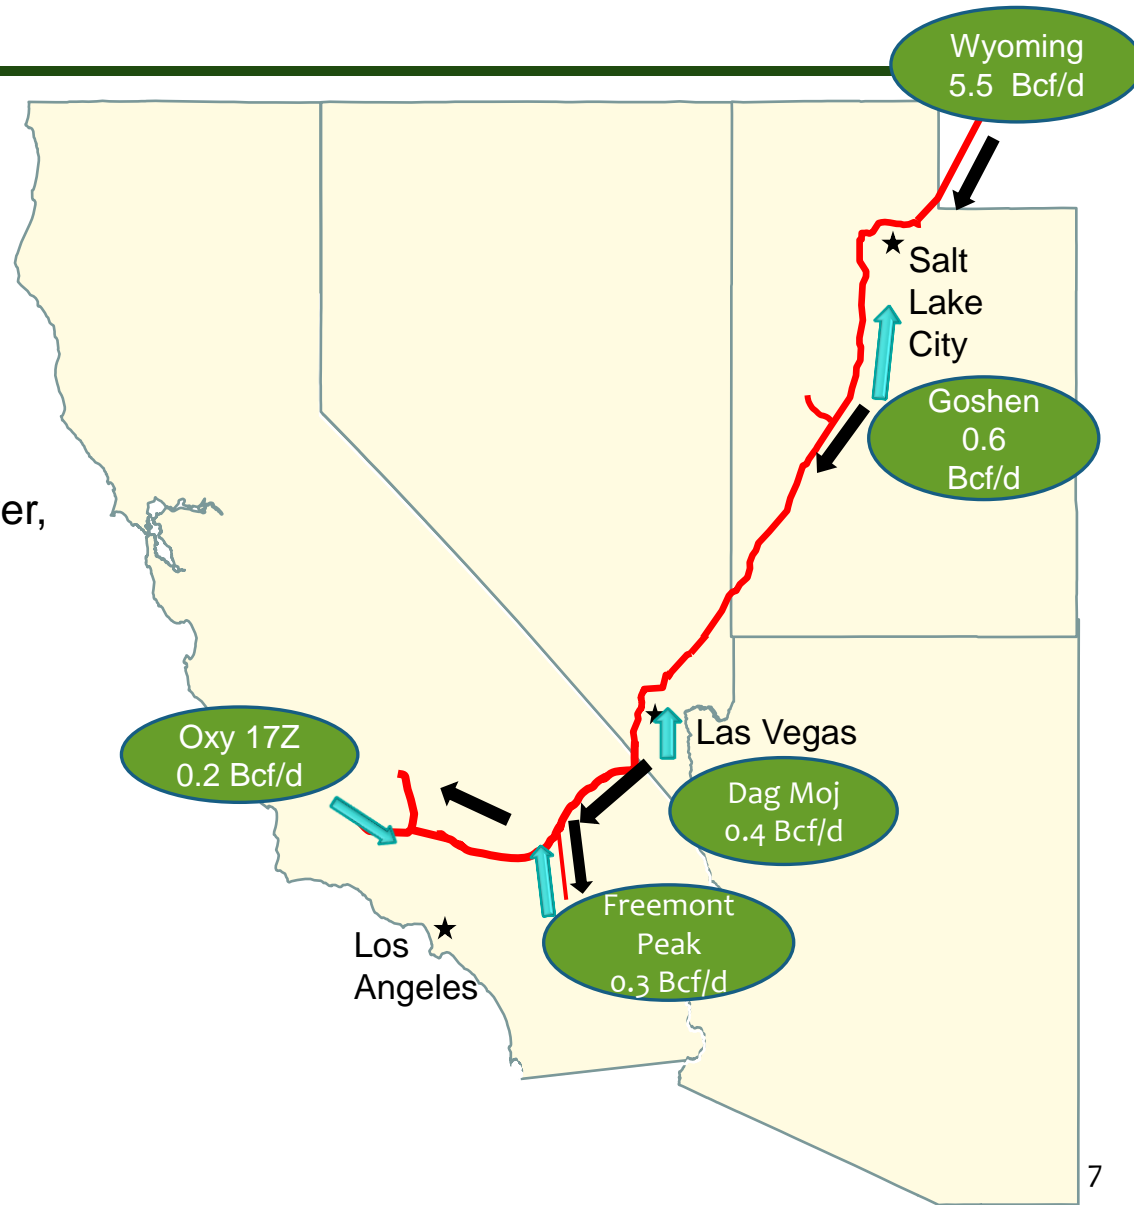 Wyoming
5.5 Bcf/d
Salt
Lake
City
Goshen
0.6
Bcf/d
er,
Oxy 17Z
0.2 Bcf/d
Las Vegas
Dag Moj
0.4 Bcf/d
Freemont
Peak
0.3 Bcf/d
Los
Angeles
7